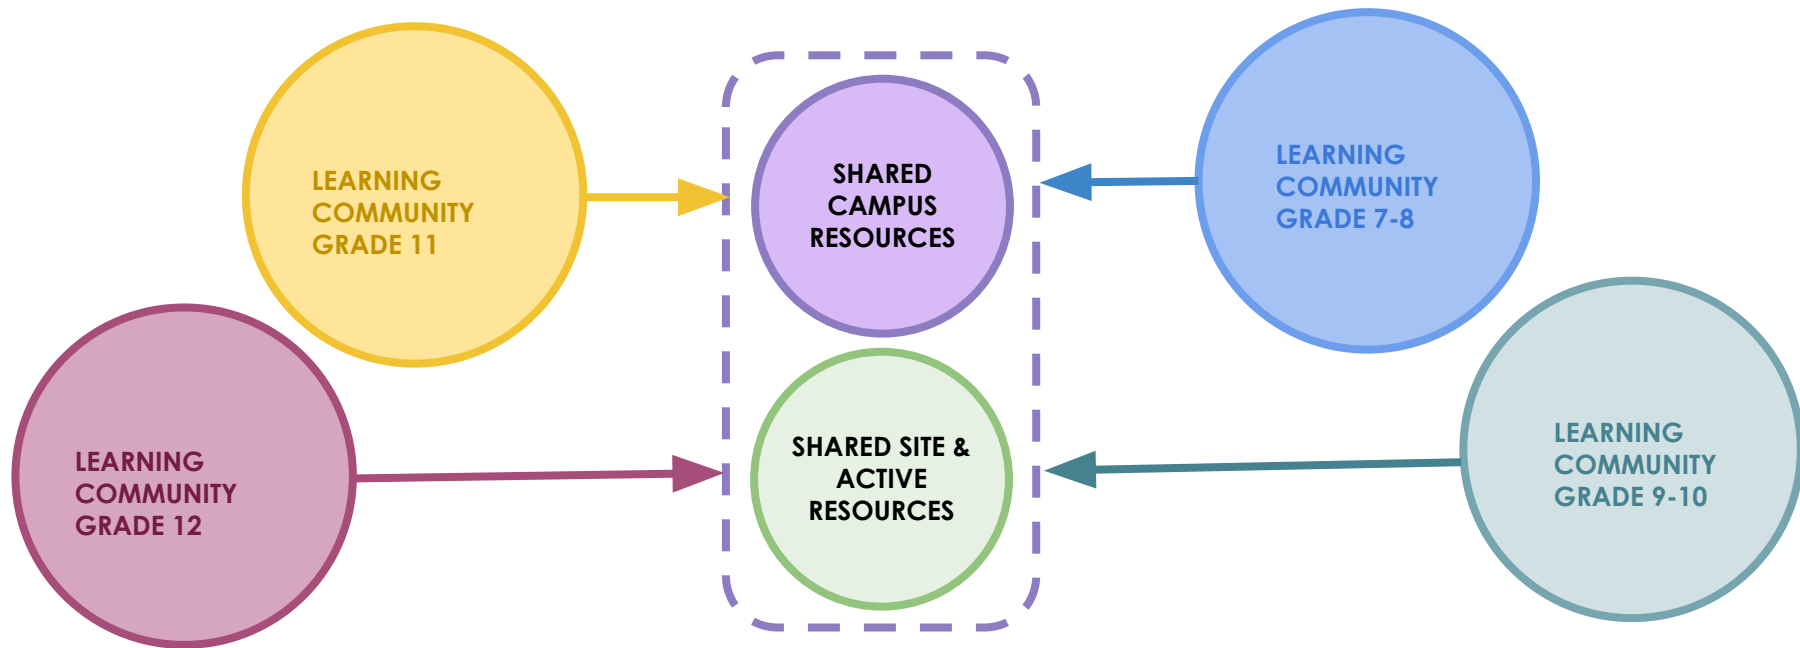 LEARNING
COMMUNITY
GRADE 11
SHARED
CAMPUS
RESOURCES
LEARNING
COMMUNITY
GRADE 7-8
LEARNING
COMMUNITY
GRADE 12
SHARED SITE &
ACTIVE
RESOURCES
LEARNING
COMMUNITY
GRADE 9-10